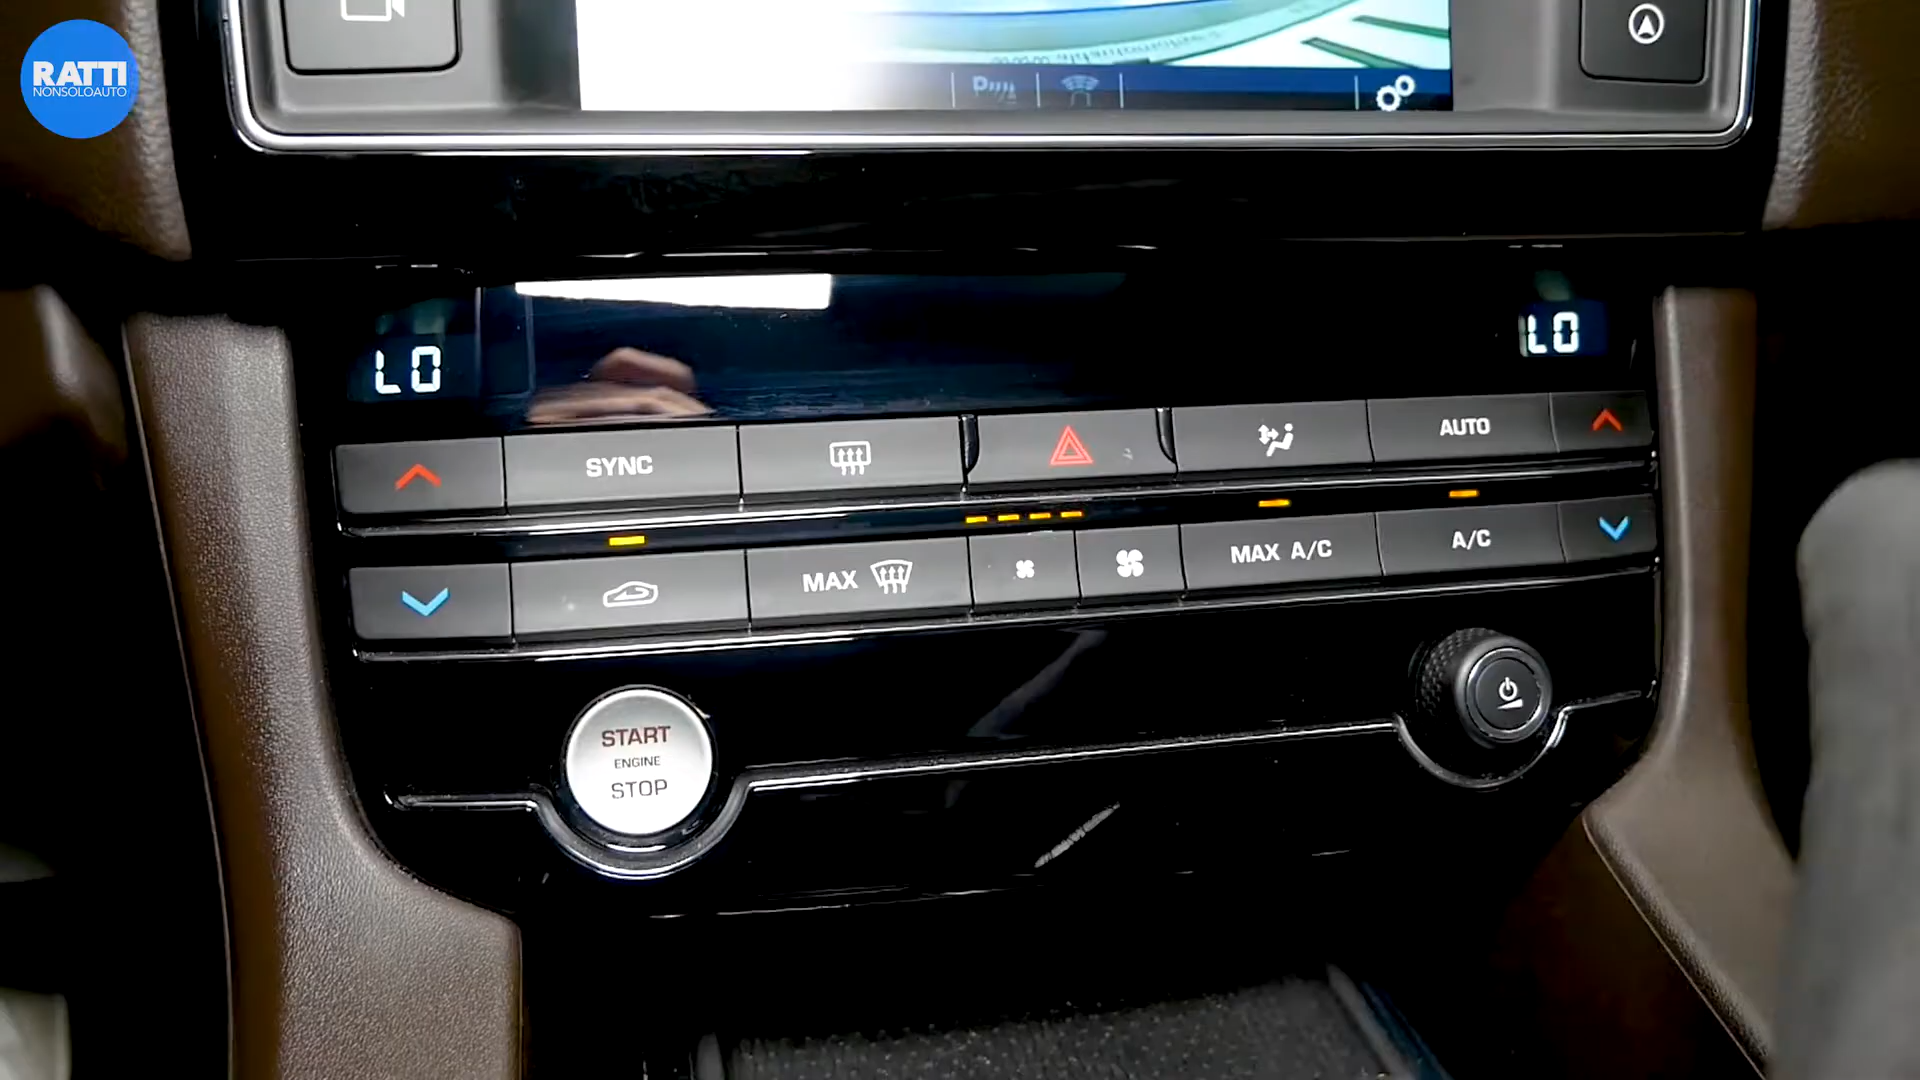 RATTI
NONSOLOAUTO
P
LO
LO
SYNC
AUTO
MAX
MAX A/C
A/C
START
ENGINE
STOP